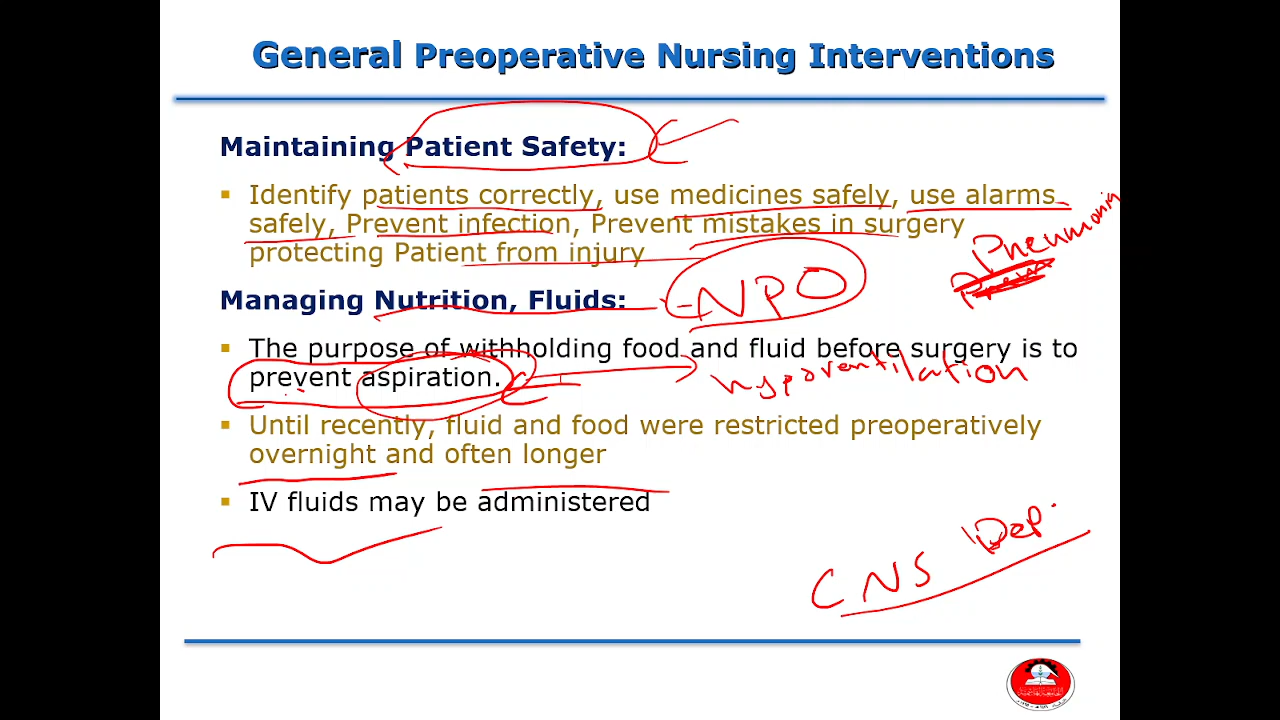 General Preoperative Nursing Interventions
Maintaining Patient Safety:
▪ Identify patients correctly, use medicines safely, use alarms
safely, Prevent infection, Prevent mistakes in surgery
protecting Patient from injury
Pneumonia
Managing Nutrition, Fluids:
NPO
▪ The purpose of withholding food and fluid before surgery is to
prevent aspiration.
hypoventilation
▪ Until recently, fluid and food were restricted preoperatively
overnight and often longer
▪ IV fluids may be administered
CNS Dep.